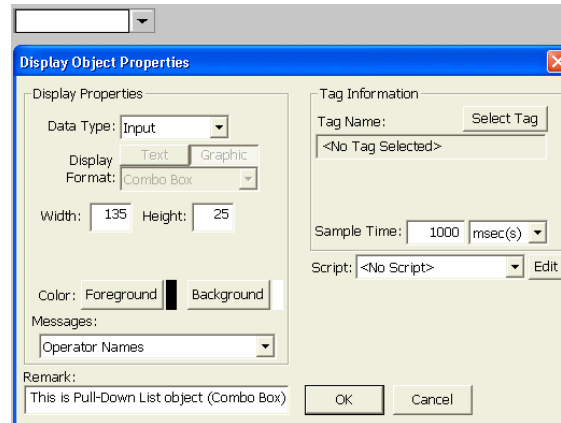 Display Object Properties
Display Properties
Data Type: Input
Display Format: Text Graphic
Combo Box
Width: 135 Height: 25
Color: Foreground Background
Messages:
Operator Names
Remark:
This is Pull-Down List object (Combo Box)
Tag Information
Tag Name: Select Tag
<No Tag Selected>
Sample Time: 1000 msec(s)
Script: <No Script> Edit
OK Cancel